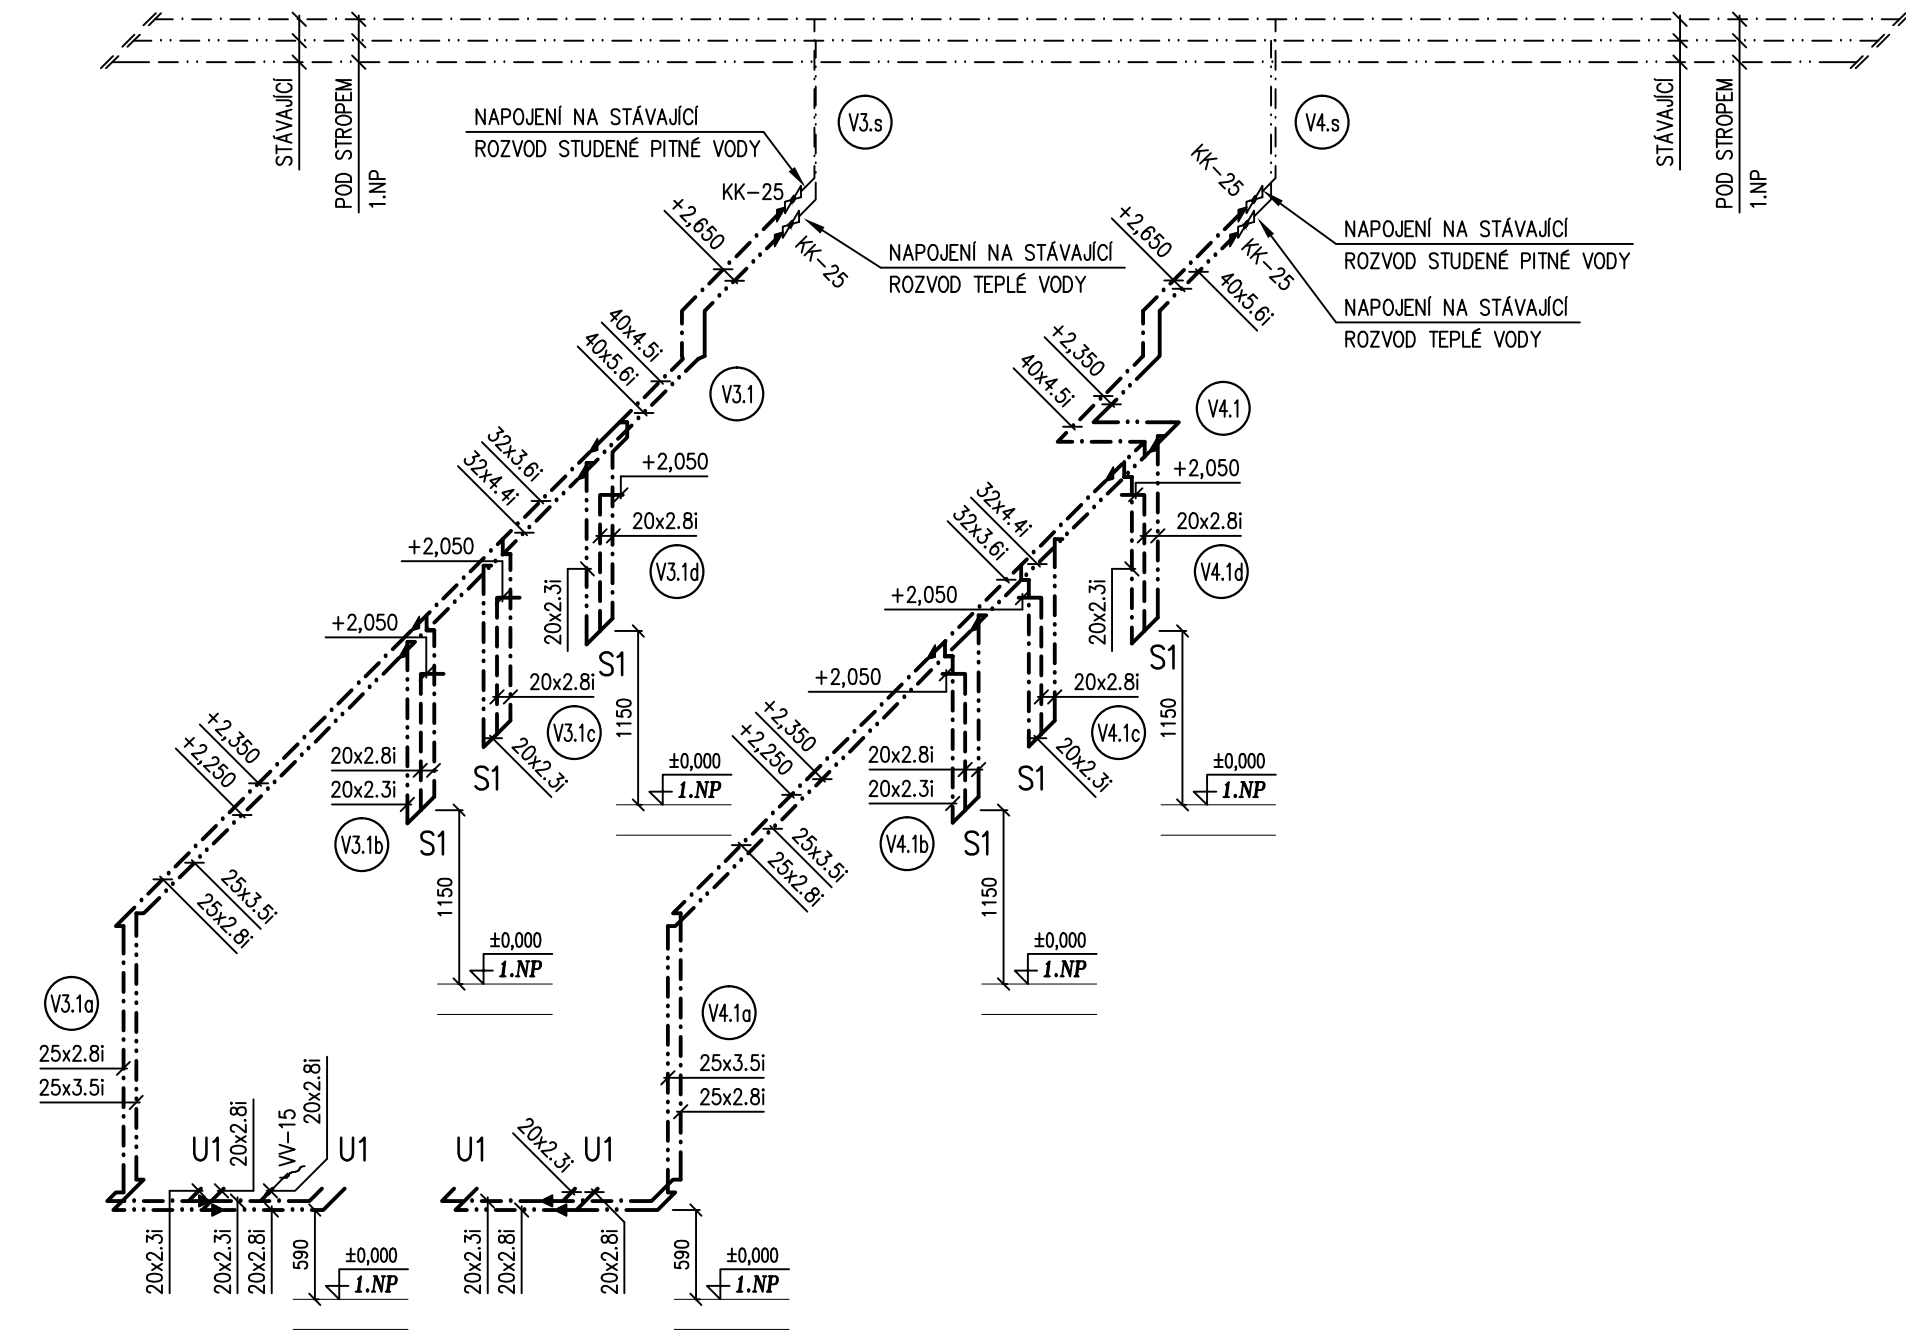 STÁVAJÍCÍ
POD STROPEM
1.NP
NAPOJENÍ NA STÁVAJÍCÍ
ROZVOD STUDENÉ PITNÉ VODY
V3.s
KK-25
KK-25
+2,650
NAPOJENÍ NA STÁVAJÍCÍ
ROZVOD TEPLÉ VODY
V4.s
KK-25
KK-25
+2,650
40x5.6i
NAPOJENÍ NA STÁVAJÍCÍ
ROZVOD STUDENÉ PITNÉ VODY
NAPOJENÍ NA STÁVAJÍCÍ
ROZVOD TEPLÉ VODY
STÁVAJÍCÍ
POD STROPEM
1.NP
40x4.5i
40x5.6i
V3.1
32x3.6i
32x4.4i
+2,050
20x2.8i
V3.1d
20x2.3i
S1
+2,050
20x2.8i
V3.1c
20x2.3i
S1
1150
±0,000
1.NP
+2,050
20x2.8i
20x2.3i
V3.1b
S1
1150
±0,000
1.NP
+2,350
+2,250
25x3.5i
25x2.8i
V3.1a
25x2.8i
25x3.5i
U1
20x2.8i
VV-15
20x2.8i
U1
20x2.3i
20x2.3i
20x2.8i
590
±0,000
1.NP
+2,350
40x4.5i
V4.1
+2,050
20x2.8i
V4.1d
20x2.3i
S1
1150
±0,000
1.NP
32x4.4i
32x3.6i
+2,050
20x2.8i
V4.1c
20x2.3i
S1
+2,050
20x2.8i
20x2.3i
V4.1b
S1
1150
±0,000
1.NP
+2,350
+2,250
25x3.5i
25x2.8i
V4.1a
25x3.5i
25x2.8i
U1
20x2.3i
U1
20x2.3i
20x2.8i
20x2.8i
590
±0,000
1.NP